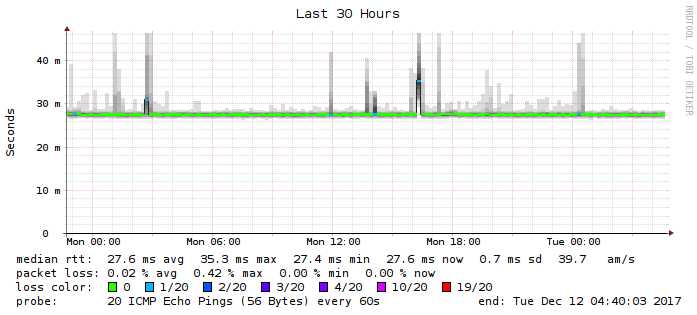 Last 30 Hours
RRDTOOL / TOBI OETIKER
Seconds
40 m
30 m
20 m
10 m
0
Mon 00:00 Mon 06:00 Mon 12:00 Mon 18:00 Tue 00:00
median rtt: 27.6 ms avg 35.3 ms max 27.4 ms min 27.6 ms now 0.7 ms sd 39.7 am/s
packet loss: 0.02 % avg 0.42 % max 0.00 % min 0.00 % now
loss color: 0 1/20 2/20 3/20 4/20 10/20 19/20
probe: 20 ICMP Echo Pings (56 Bytes) every 60s end: Tue Dec 12 04:40:03 2017